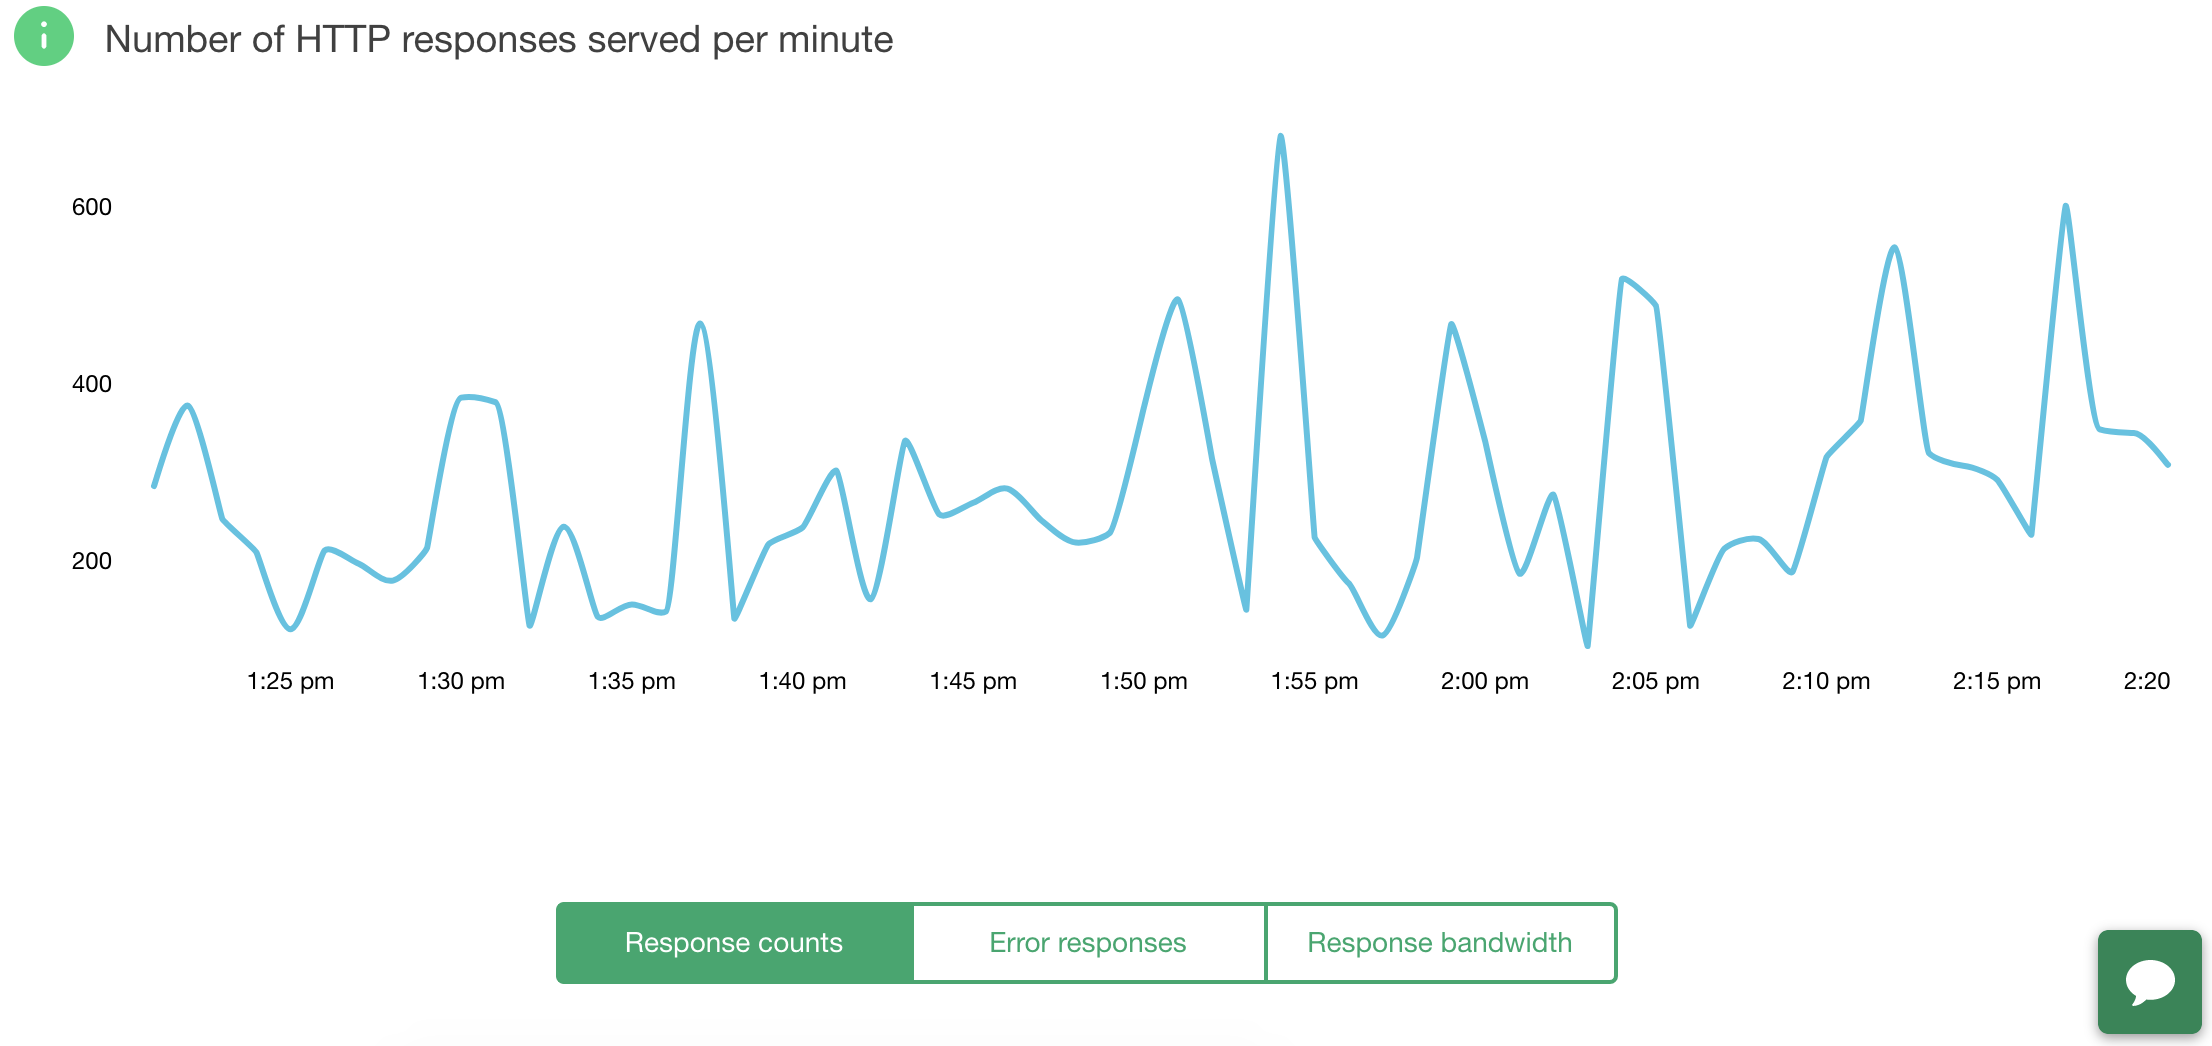 Number of HTTP responses served per minute
600
400
200
1:25 pm 1:30 pm 1:35 pm 1:40 pm 1:45 pm 1:50 pm 1:55 pm 2:00 pm 2:05 pm 2:10 pm 2:15 pm 2:20
Response counts Error responses Response bandwidth